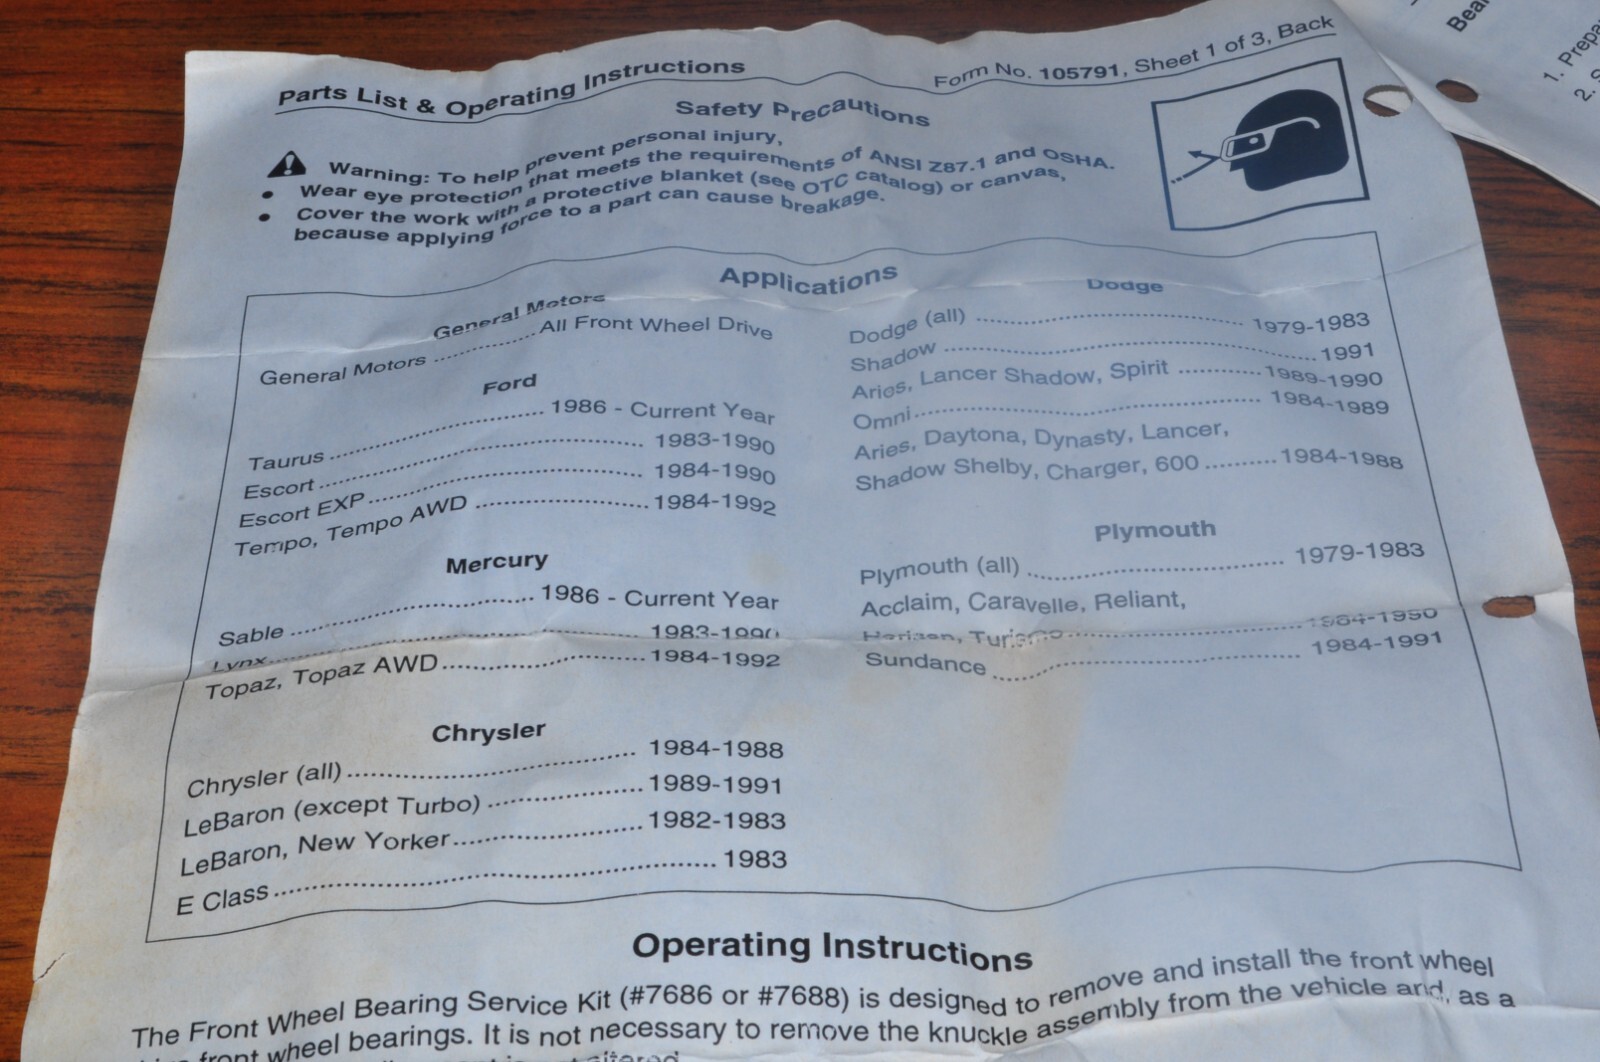 Parts List & Operating Instructions
Form No. 105791, Sheet 1 of 3, Back
Safety Precautions
Warning: To help prevent personal injury,
• Wear eye protection that meets the requirements of ANSI Z87.1 and OSHA.
• Cover the work with a protective blanket (see OTC catalog) or canvas,
because applying force to a part can cause breakage.
Applications
General Motors
General Motors ............... All Front Wheel Drive
Ford
Taurus ............... 1986 - Current Year
Escort ............... 1983-1990
Escort EXP ............... 1984-1990
Tempo, Tempo AWD ............... 1984-1992
Mercury
Sable ............... 1986 - Current Year
Lynx ............... 1983-1990
Topaz, Topaz AWD ............... 1984-1992
Chrysler
Chrysler (all) ............... 1984-1988
LeBaron (except Turbo) ............... 1989-1991
LeBaron, New Yorker ............... 1982-1983
E Class ............... 1983
Dodge
Dodge (all) ............... 1979-1983
Shadow ............... 1991
Aries, Lancer Shadow, Spirit ............... 1989-1990
Omni ............... 1984-1989
Aries, Daytona, Dynasty, Lancer,
Shadow Shelby, Charger, 600 ............... 1984-1988
Plymouth
Plymouth (all) ............... 1979-1983
Acclaim, Caravelle, Reliant,
Horizon, Turismo ............... 1984-1990
Sundance ............... 1984-1991
Operating Instructions
The Front Wheel Bearing Service Kit (#7686 or #7688) is designed to remove and install the front wheel
front wheel bearings. It is not necessary to remove the knuckle assembly from the vehicle and, as a
1.
2.